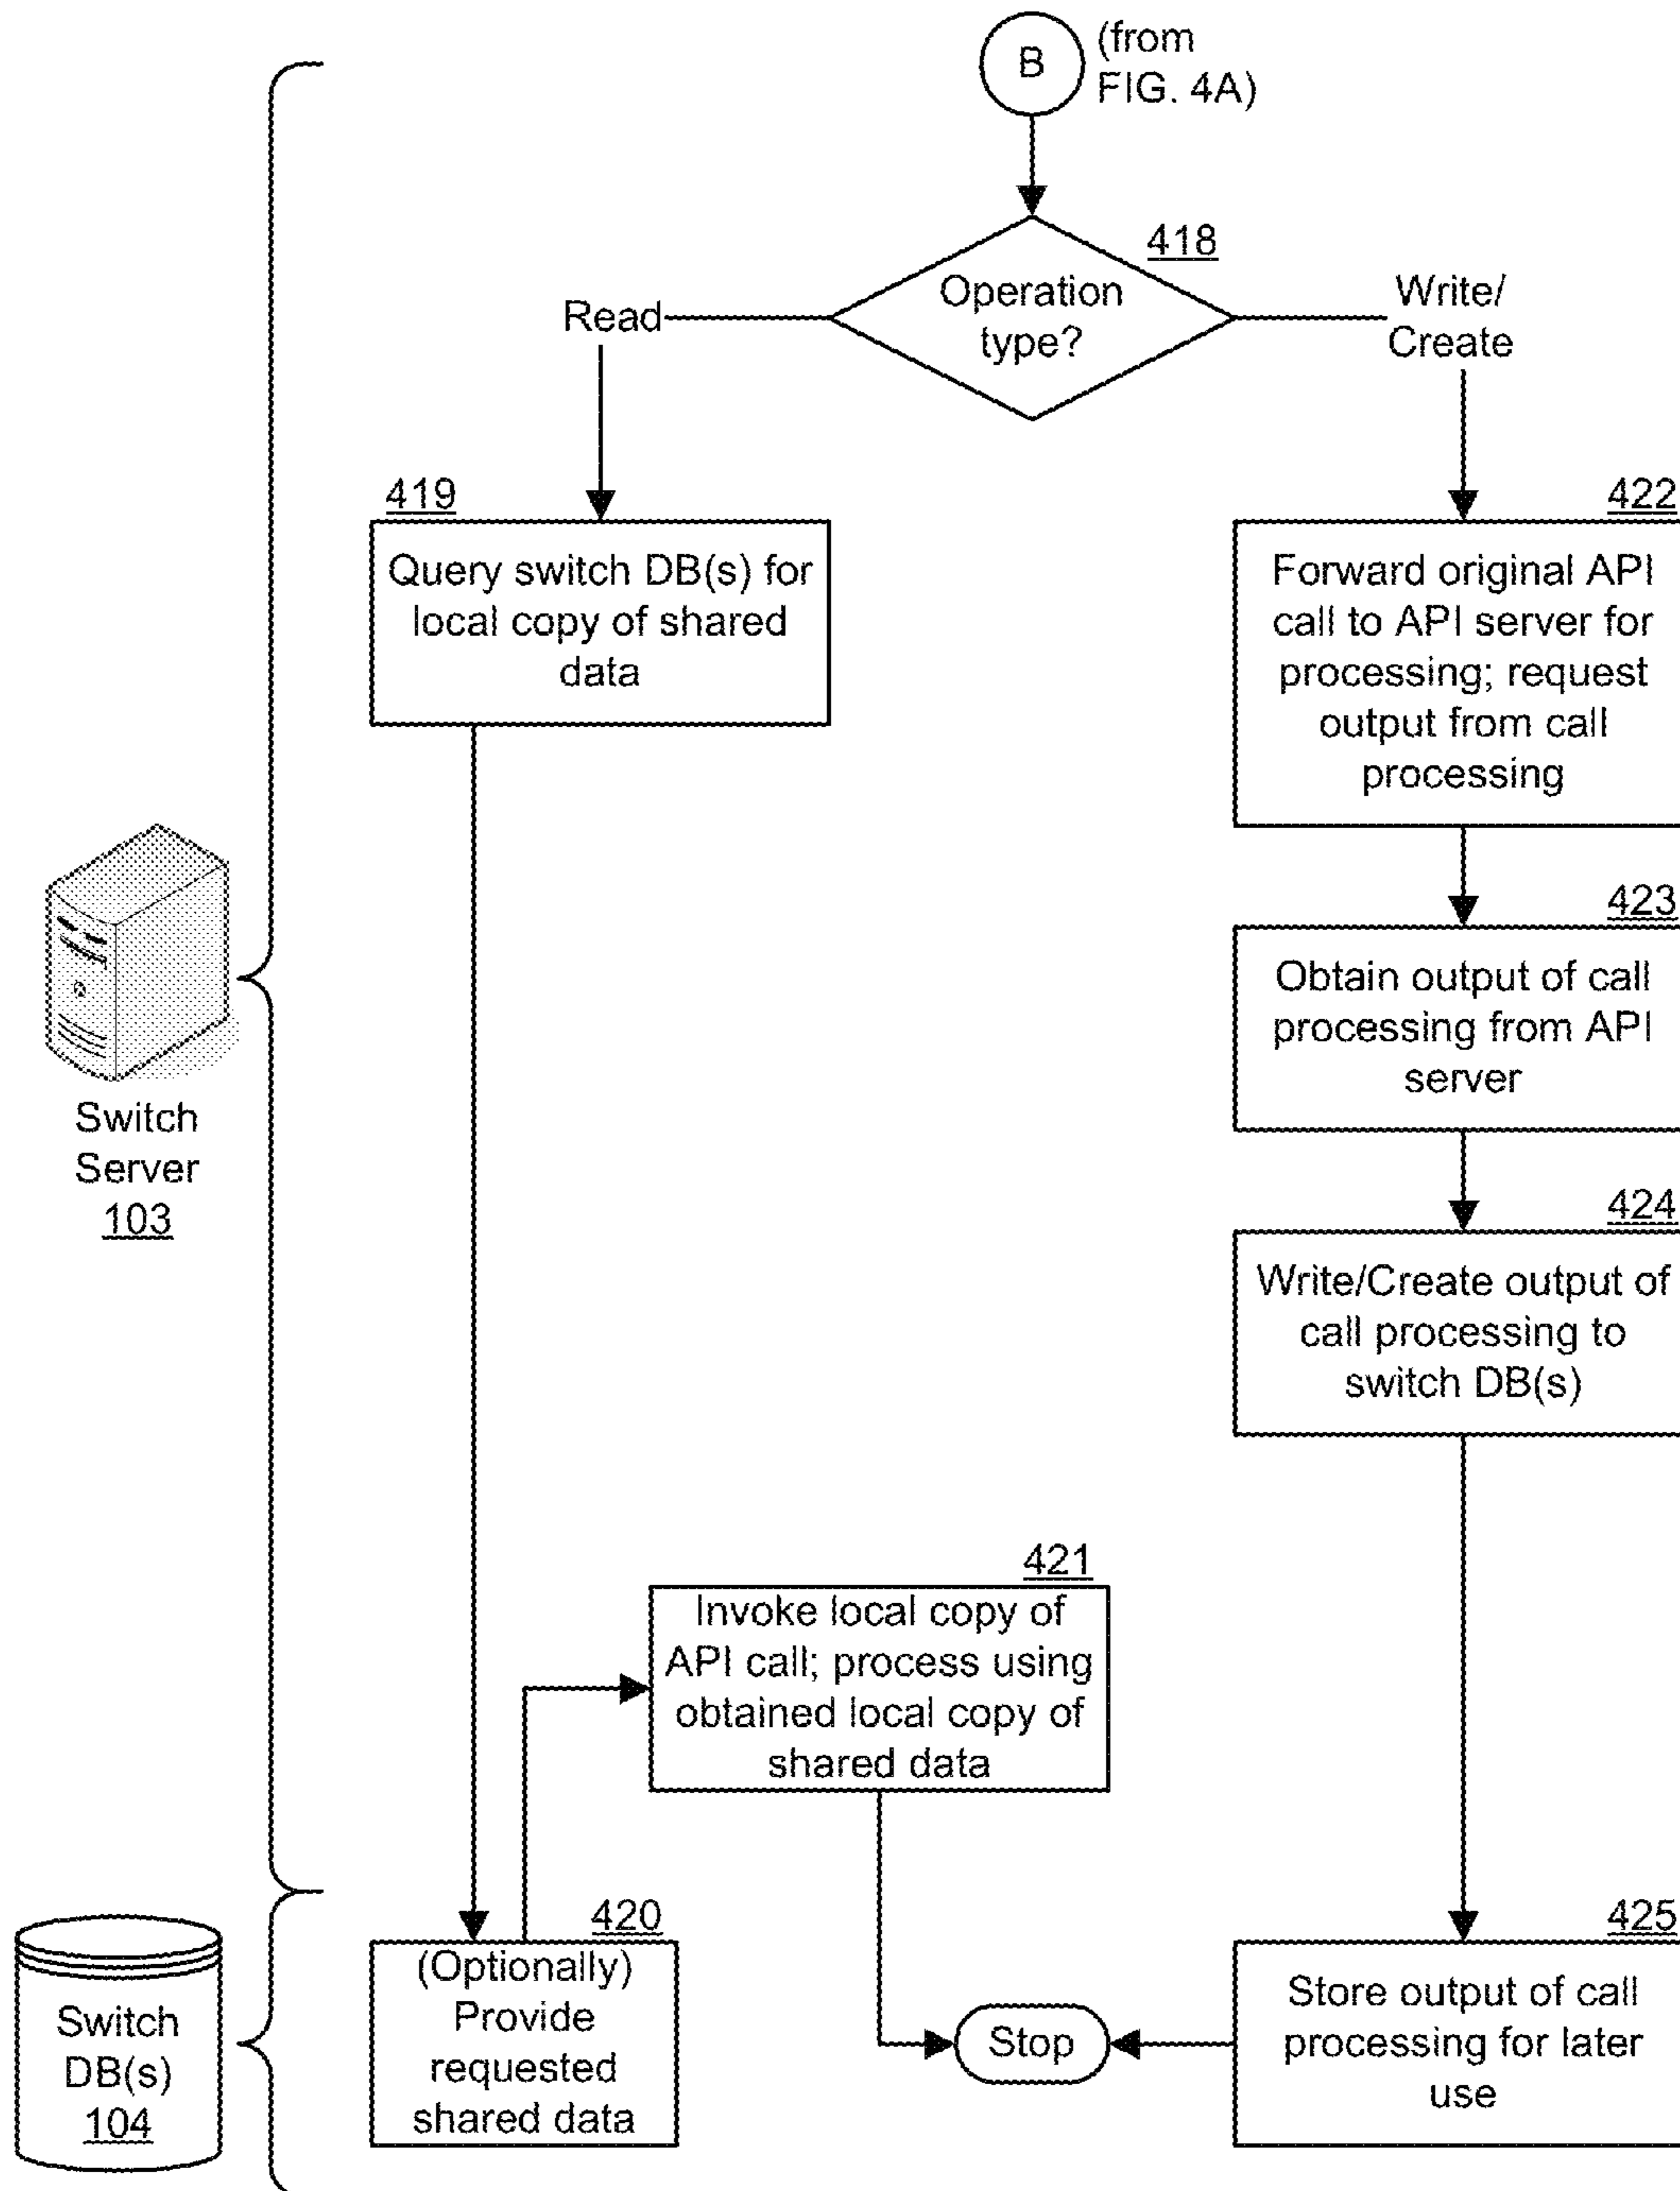 B
(from
FIG. 4A)
418
Operation
type?
Read
Write/
Create
419
Query switch DB(s) for
local copy of shared
data
422
Forward original API
call to API server for
processing; request
output from call
processing
423
Obtain output of call
processing from API
server
Switch
Server
103
424
Write/Create output of
call processing to
switch DB(s)
421
Invoke local copy of
API call; process using
obtained local copy of
shared data
420
(Optionally)
Provide
requested
shared data
Switch
DB(s)
104
Stop
425
Store output of call
processing for later
use